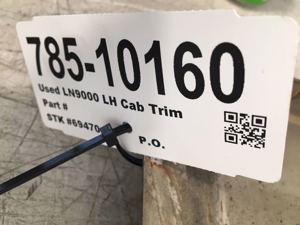 785-10160
Used LN9000 LH Cab Trim
Part #
STK #69470
P.O.